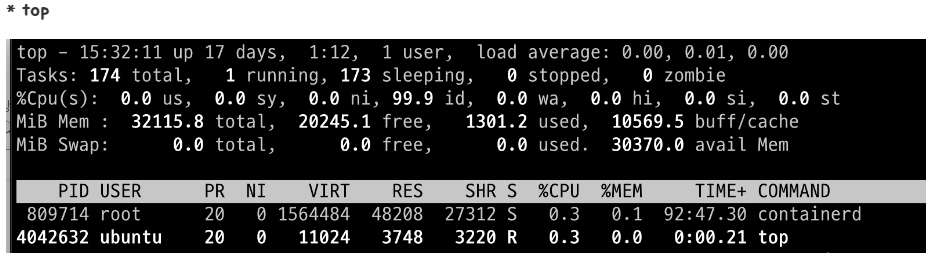 * top
top - 15:32:11 up 17 days,  1:12,  1 user,  load average: 0.00, 0.01, 0.00
Tasks: 174 total,   1 running, 173 sleeping,   0 stopped,   0 zombie
%Cpu(s):  0.0 us,  0.0 sy,  0.0 ni, 99.9 id,  0.0 wa,  0.0 hi,  0.0 si,  0.0 st
MiB Mem :  32115.8 total,  20245.1 free,   1301.2 used,  10569.5 buff/cache
MiB Swap:      0.0 total,      0.0 free,      0.0 used.  30370.0 avail Mem
PID USER      PR  NI    VIRT    RES    SHR S  %CPU  %MEM     TIME+ COMMAND
809714 root      20   0 1564484  48208  27312 S   0.3   0.1  92:47.30 containerd
4042632 ubuntu    20   0   11024   3748   3220 R   0.3   0.0   0:00.21 top